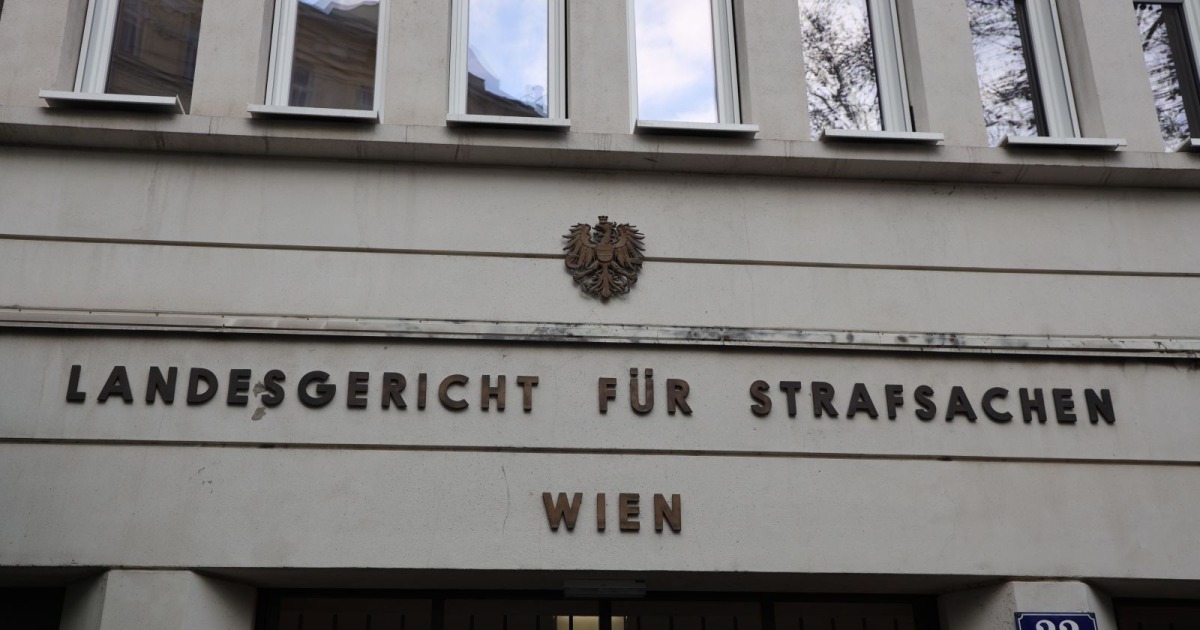 LANDESGERICHT FÜR STRAFSACHEN
WIEN